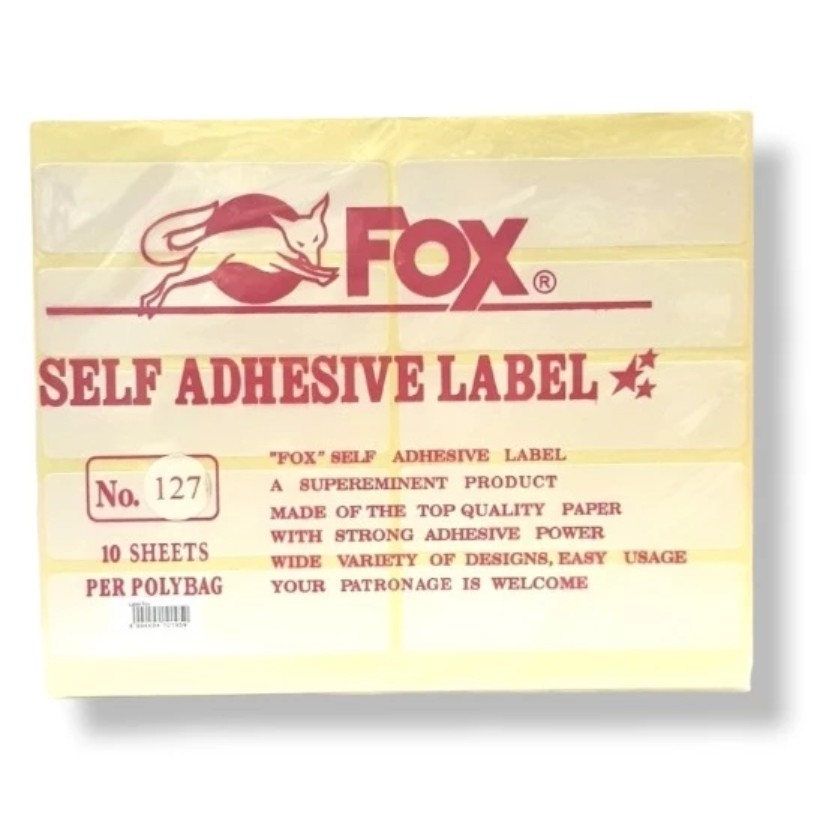 FOX®
SELF ADHESIVE LABEL
No. 127
10 SHEETS
PER POLYBAG
"FOX" SELF ADHESIVE LABEL
A SUPEREMINENT PRODUCT
MADE OF THE TOP QUALITY PAPER
WITH STRONG ADHESIVE POWER
WIDE VARIETY OF DESIGNS, EASY USAGE
YOUR PATRONAGE IS WELCOME